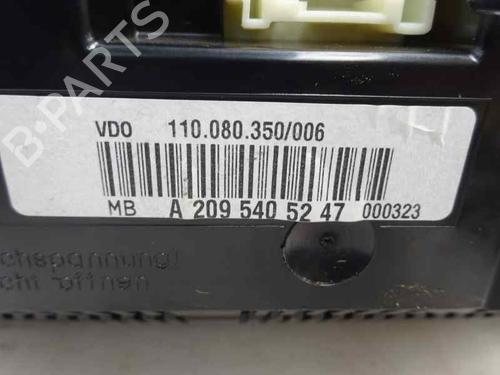 VDO 110.080.350/006
MB A 209 540 52 47 000323
chspannung!
cht öffnen
B-PARTS